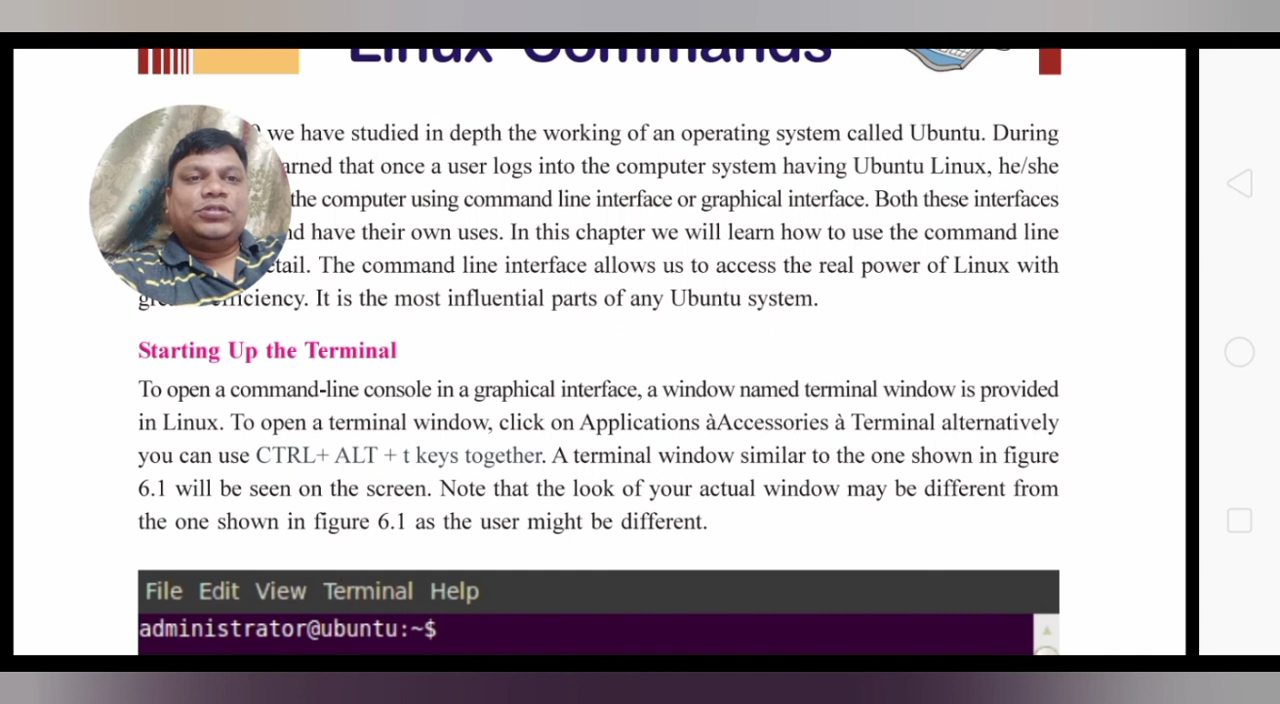 Linux Commands
we have studied in depth the working of an operating system called Ubuntu. During
that once a user logs into the computer system having Ubuntu Linux, he/she
the computer using command line interface or graphical interface. Both these interfaces
have their own uses. In this chapter we will learn how to use the command line
The command line interface allows us to access the real power of Linux with
It is the most influential parts of any Ubuntu system.
Starting Up the Terminal
To open a command-line console in a graphical interface, a window named terminal window is provided
in Linux. To open a terminal window, click on Applications àAccessories à Terminal alternatively
you can use CTRL+ ALT + t keys together. A terminal window similar to the one shown in figure
6.1 will be seen on the screen. Note that the look of your actual window may be different from
the one shown in figure 6.1 as the user might be different.
File Edit View Terminal Help
administrator@ubuntu:~$